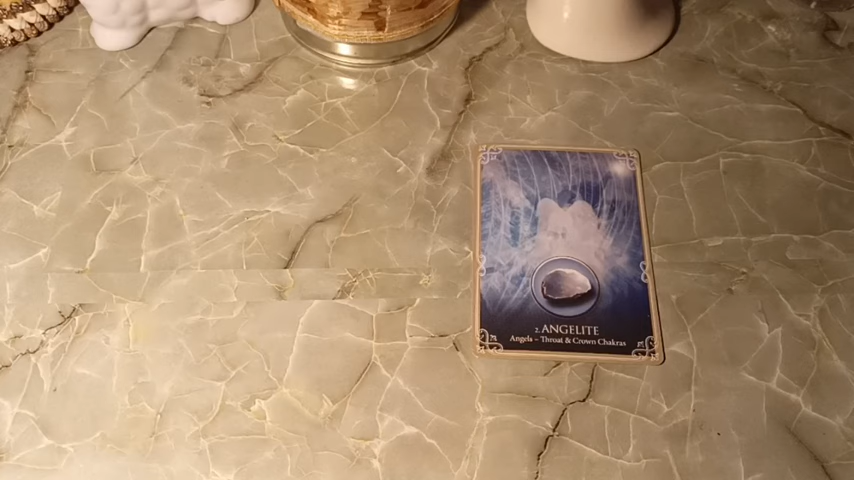 2. ANGELITE
Angels – Throat & Crown Chakras